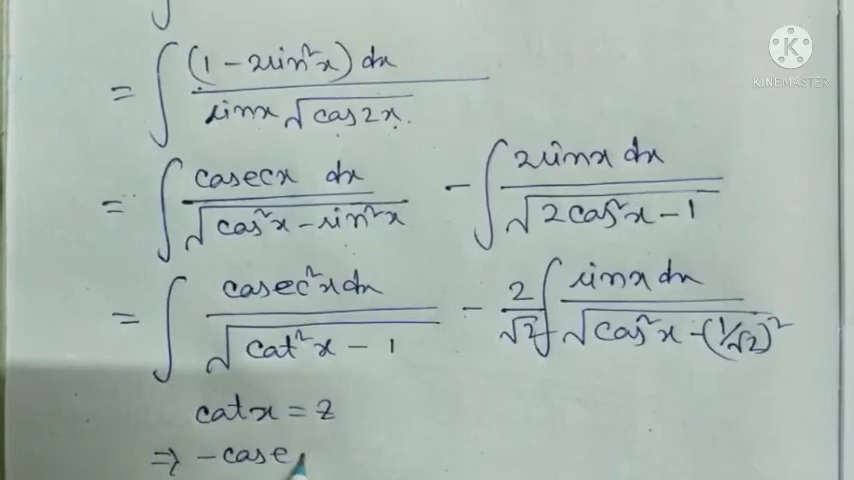 K
KINEMASTER
= ∫ (1 - 2sin²x) dx / sinx √cos2x.
= ∫ cosecx dx / √cos²x - sin²x - ∫ 2sinx dx / √2cos²x - 1
= ∫ cosec²x dx / √cot²x - 1 - 2/√2 ∫ sinx dx / √cos²x - (1/√2)²
cotx = z
⇒ - cose